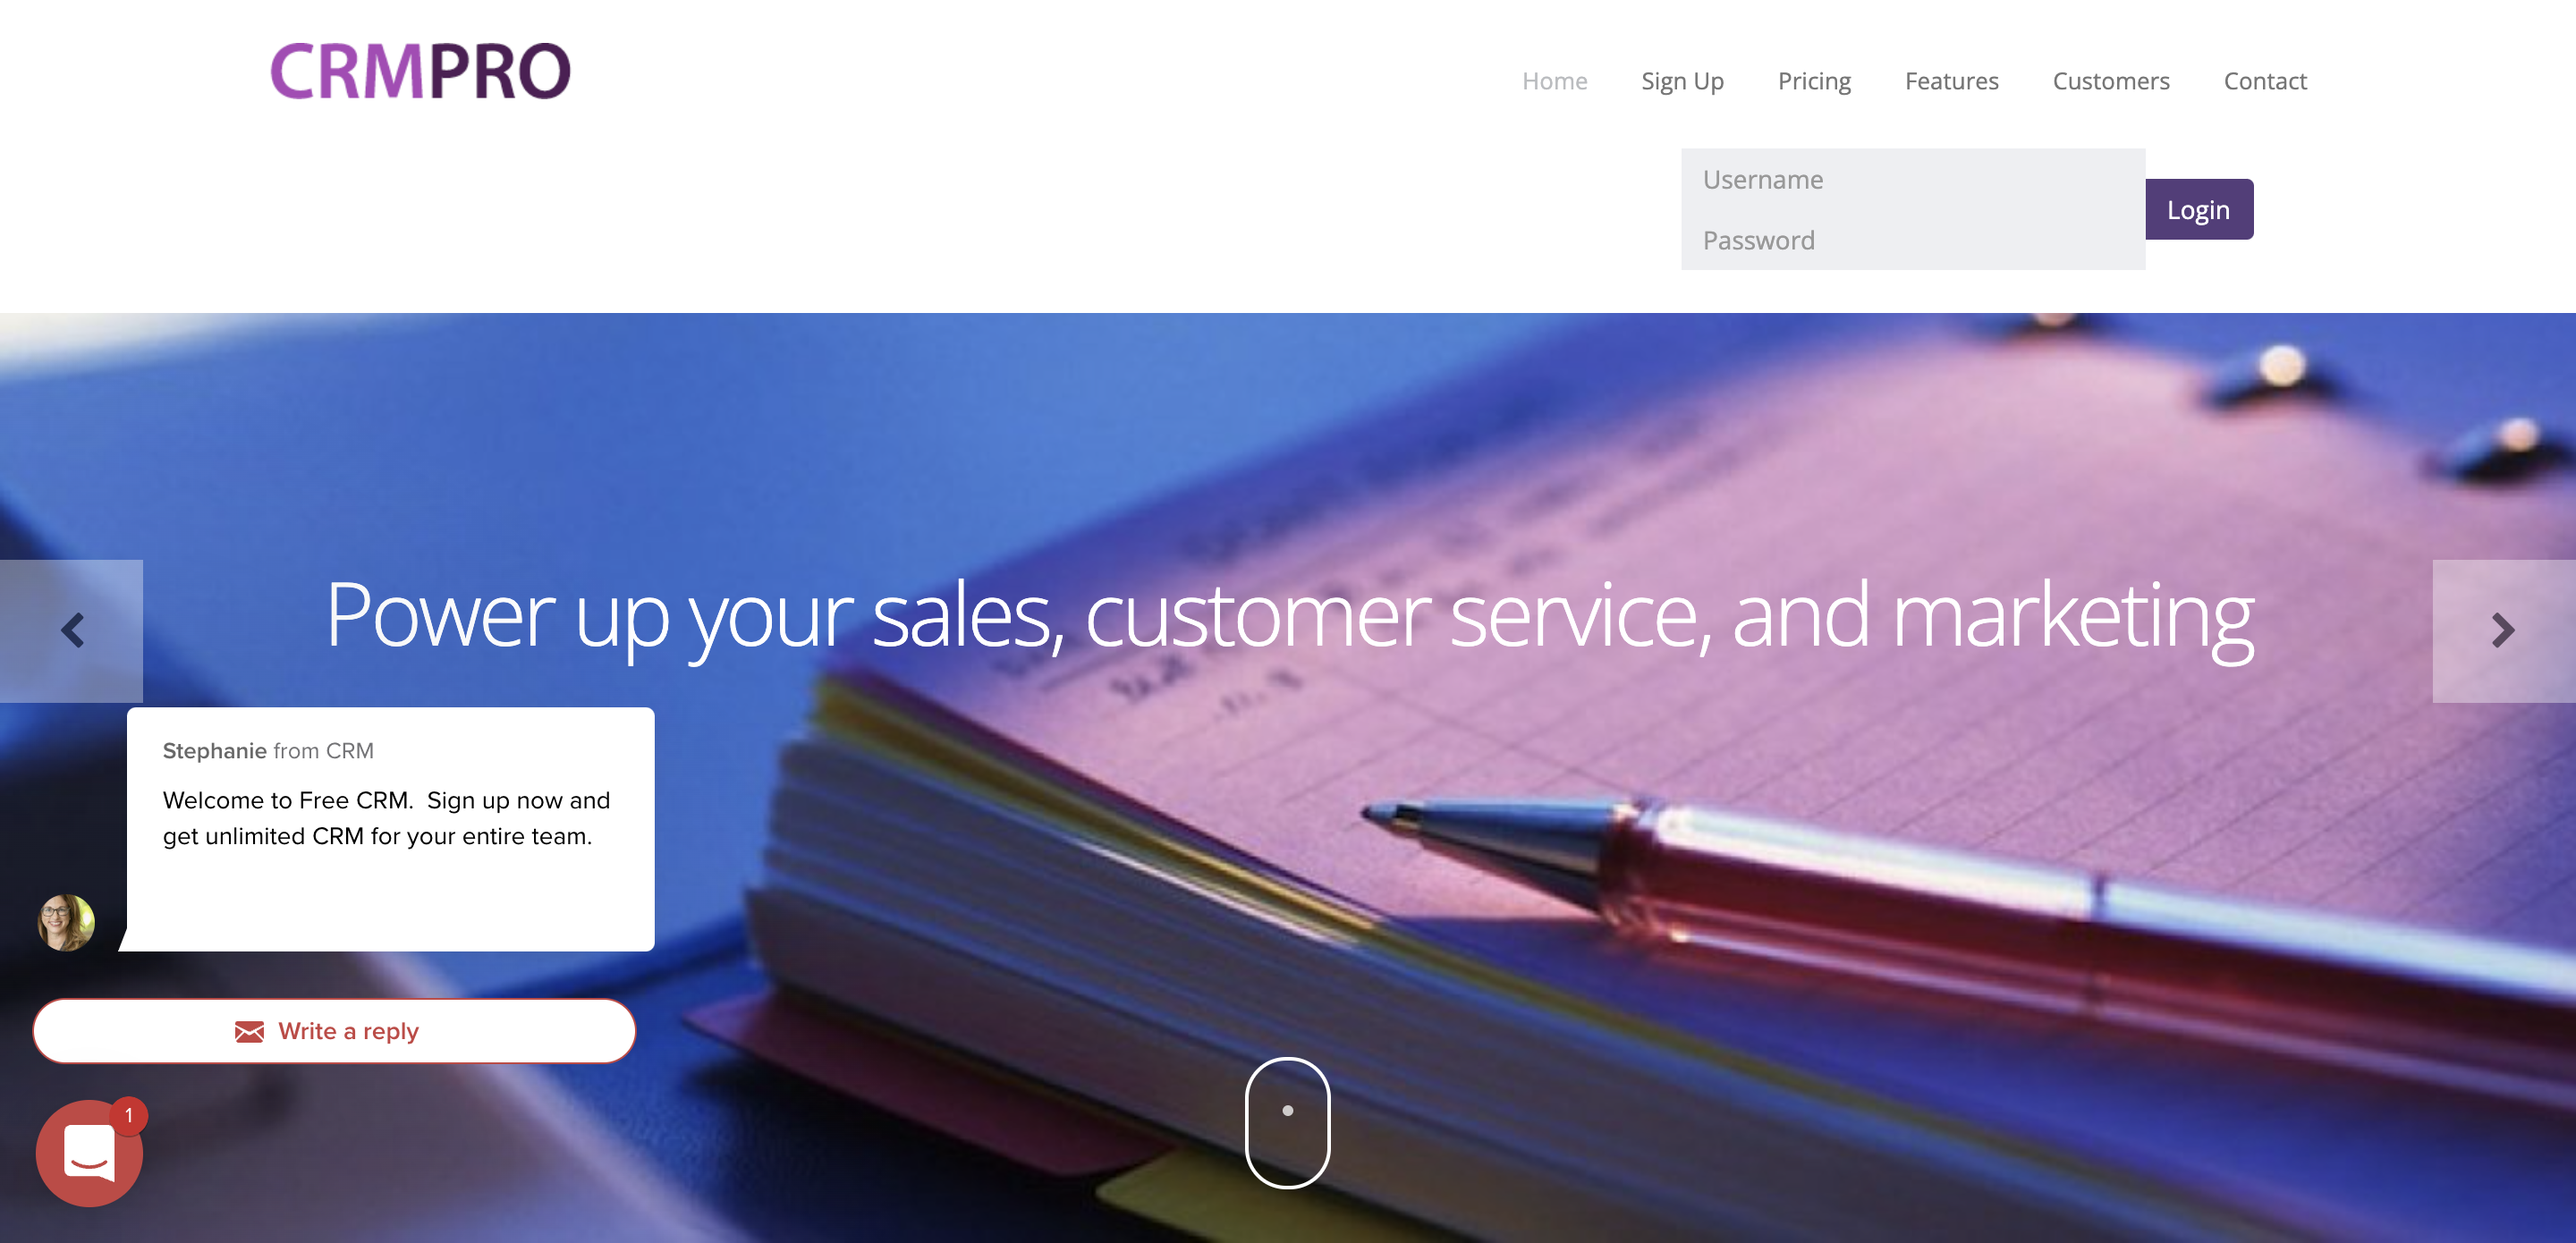 CRMPRO
Home Sign Up Pricing Features Customers Contact
Username
Login
Password
Power up your sales, customer service, and marketing
Stephanie from CRM
Welcome to Free CRM.  Sign up now and
get unlimited CRM for your entire team.
Write a reply
1